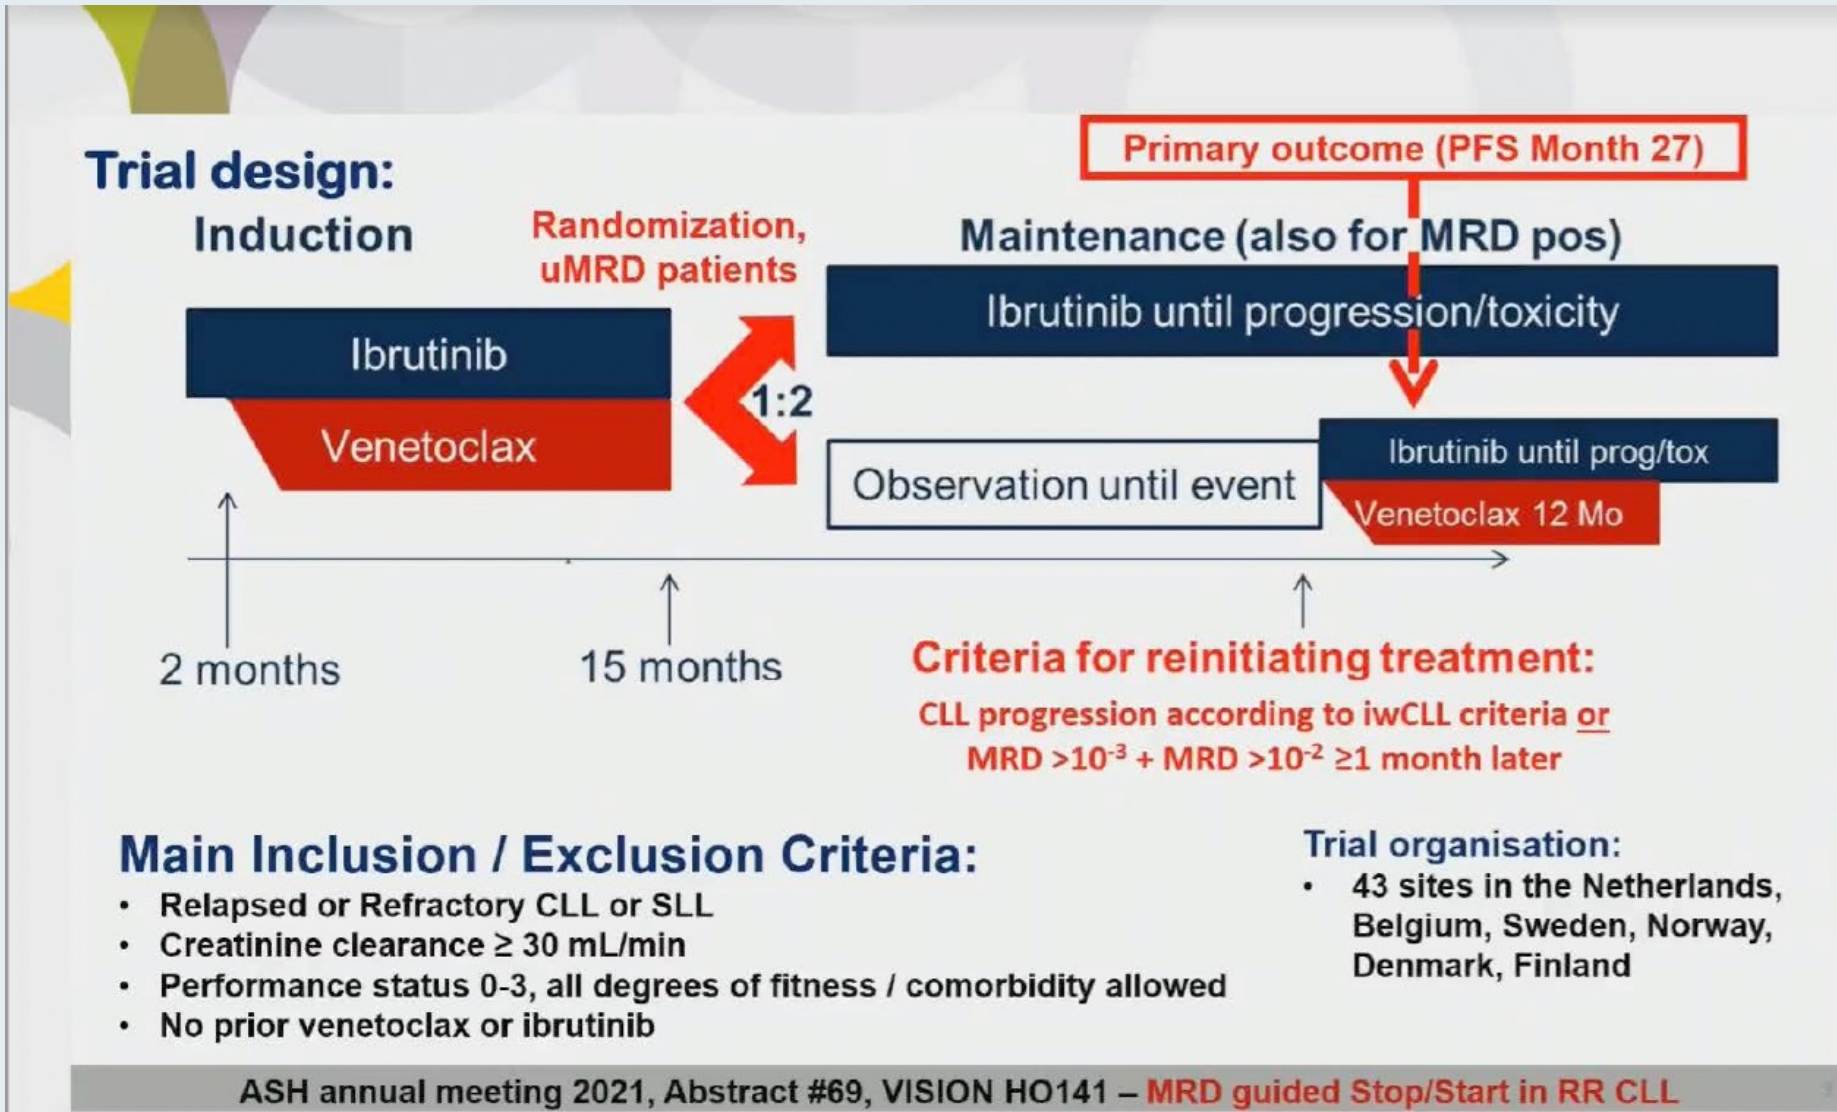 Trial design:
Primary outcome (PFS Month 27)
Induction
Randomization,
uMRD patients
Maintenance (also for MRD pos)
Ibrutinib until progression/toxicity
Ibrutinib
1:2
Venetoclax
Observation until event
Ibrutinib until prog/tox
Venetoclax 12 Mo
2 months
15 months
Criteria for reinitiating treatment:
CLL progression according to iwCLL criteria or
MRD >10⁻³ + MRD >10⁻² ≥1 month later
Main Inclusion / Exclusion Criteria:
• Relapsed or Refractory CLL or SLL
• Creatinine clearance ≥ 30 mL/min
• Performance status 0-3, all degrees of fitness / comorbidity allowed
• No prior venetoclax or ibrutinib
Trial organisation:
• 43 sites in the Netherlands,
Belgium, Sweden, Norway,
Denmark, Finland
ASH annual meeting 2021, Abstract #69, VISION HO141 – MRD guided Stop/Start in RR CLL